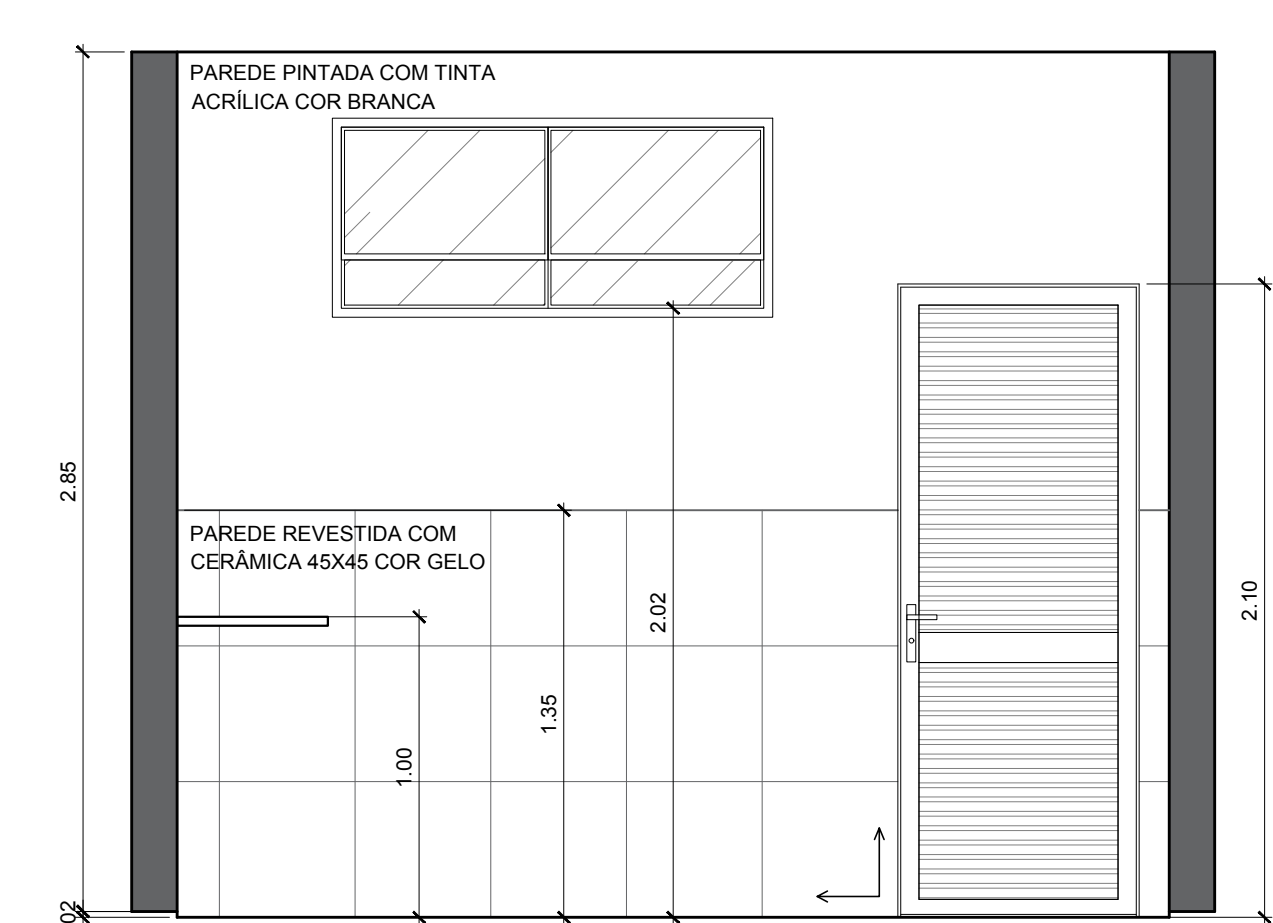 PAREDE PINTADA COM TINTA
ACRÍLICA COR BRANCA
2.85
PAREDE REVESTIDA COM
CERÂMICA 45X45 COR GELO
2.02
2.10
1.35
1.00
02